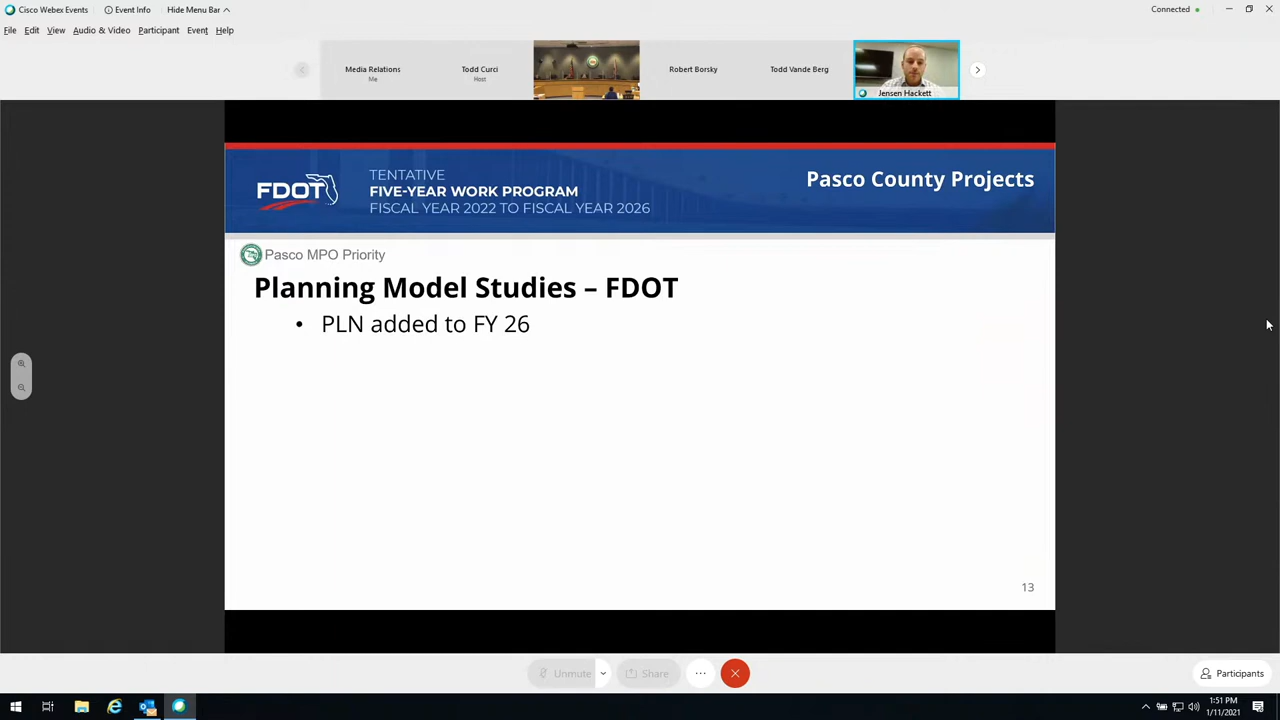 Cisco Webex Events
Event Info
Hide Menu Bar
Connected
File Edit View Audio & Video Participant Event Help
Media Relations
Me
Todd Curci
Host
Robert Borsky
Todd Vande Berg
Jensen Hackett
FDOT
TENTATIVE
FIVE-YEAR WORK PROGRAM
FISCAL YEAR 2022 TO FISCAL YEAR 2026
Pasco County Projects
Pasco MPO Priority
Planning Model Studies – FDOT
• PLN added to FY 26
13
Unmute
Share
Participants
1:51 PM
1/11/2021